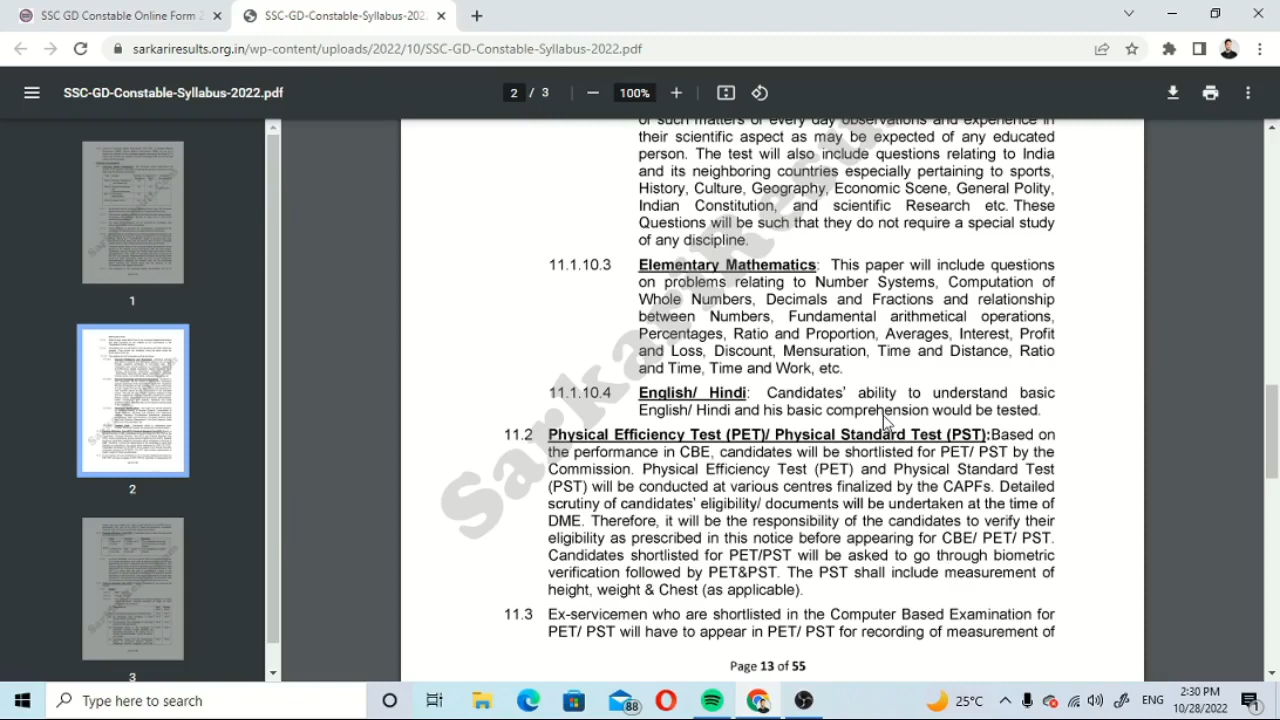 SSC GD Constable Online Form 2
SSC-GD-Constable-Syllabus-202
sarkariresults.org.in/wp-content/uploads/2022/10/SSC-GD-Constable-Syllabus-2022.pdf
SSC-GD-Constable-Syllabus-2022.pdf
2 / 3
100%
1
2
3
of such matters of every day observations and experience in
their scientific aspect as may be expected of any educated
person. The test will also include questions relating to India
and its neighboring countries especially pertaining to sports,
History, Culture, Geography, Economic Scene, General Polity,
Indian Constitution, and scientific Research etc. These
Questions will be such that they do not require a special study
of any discipline.
11.1.10.3 Elementary Mathematics: This paper will include questions
on problems relating to Number Systems, Computation of
Whole Numbers, Decimals and Fractions and relationship
between Numbers, Fundamental arithmetical operations,
Percentages, Ratio and Proportion, Averages, Interest, Profit
and Loss, Discount, Mensuration, Time and Distance, Ratio
and Time, Time and Work, etc.
11.1.10.4 English/ Hindi: Candidates' ability to understand basic
English/ Hindi and his basic comprehension would be tested.
11.2 Physical Efficiency Test (PET)/ Physical Standard Test (PST): Based on
the performance in CBE, candidates will be shortlisted for PET/ PST by the
Commission. Physical Efficiency Test (PET) and Physical Standard Test
(PST) will be conducted at various centres finalized by the CAPFs. Detailed
scrutiny of candidates' eligibility/ documents will be undertaken at the time of
DME. Therefore, it will be the responsibility of the candidates to verify their
eligibility as prescribed in this notice before appearing for CBE/ PET/ PST.
Candidates shortlisted for PET/PST will be asked to go through biometric
verification followed by PET&PST. The PST shall include measurement of
height, weight & Chest (as applicable).
11.3 Ex-servicemen who are shortlisted in the Computer Based Examination for
PET/ PST will have to appear in PET/ PST for recording of measurement of
Page 13 of 55
Type here to search
88
25°C
ENG
2:30 PM
10/28/2022
1